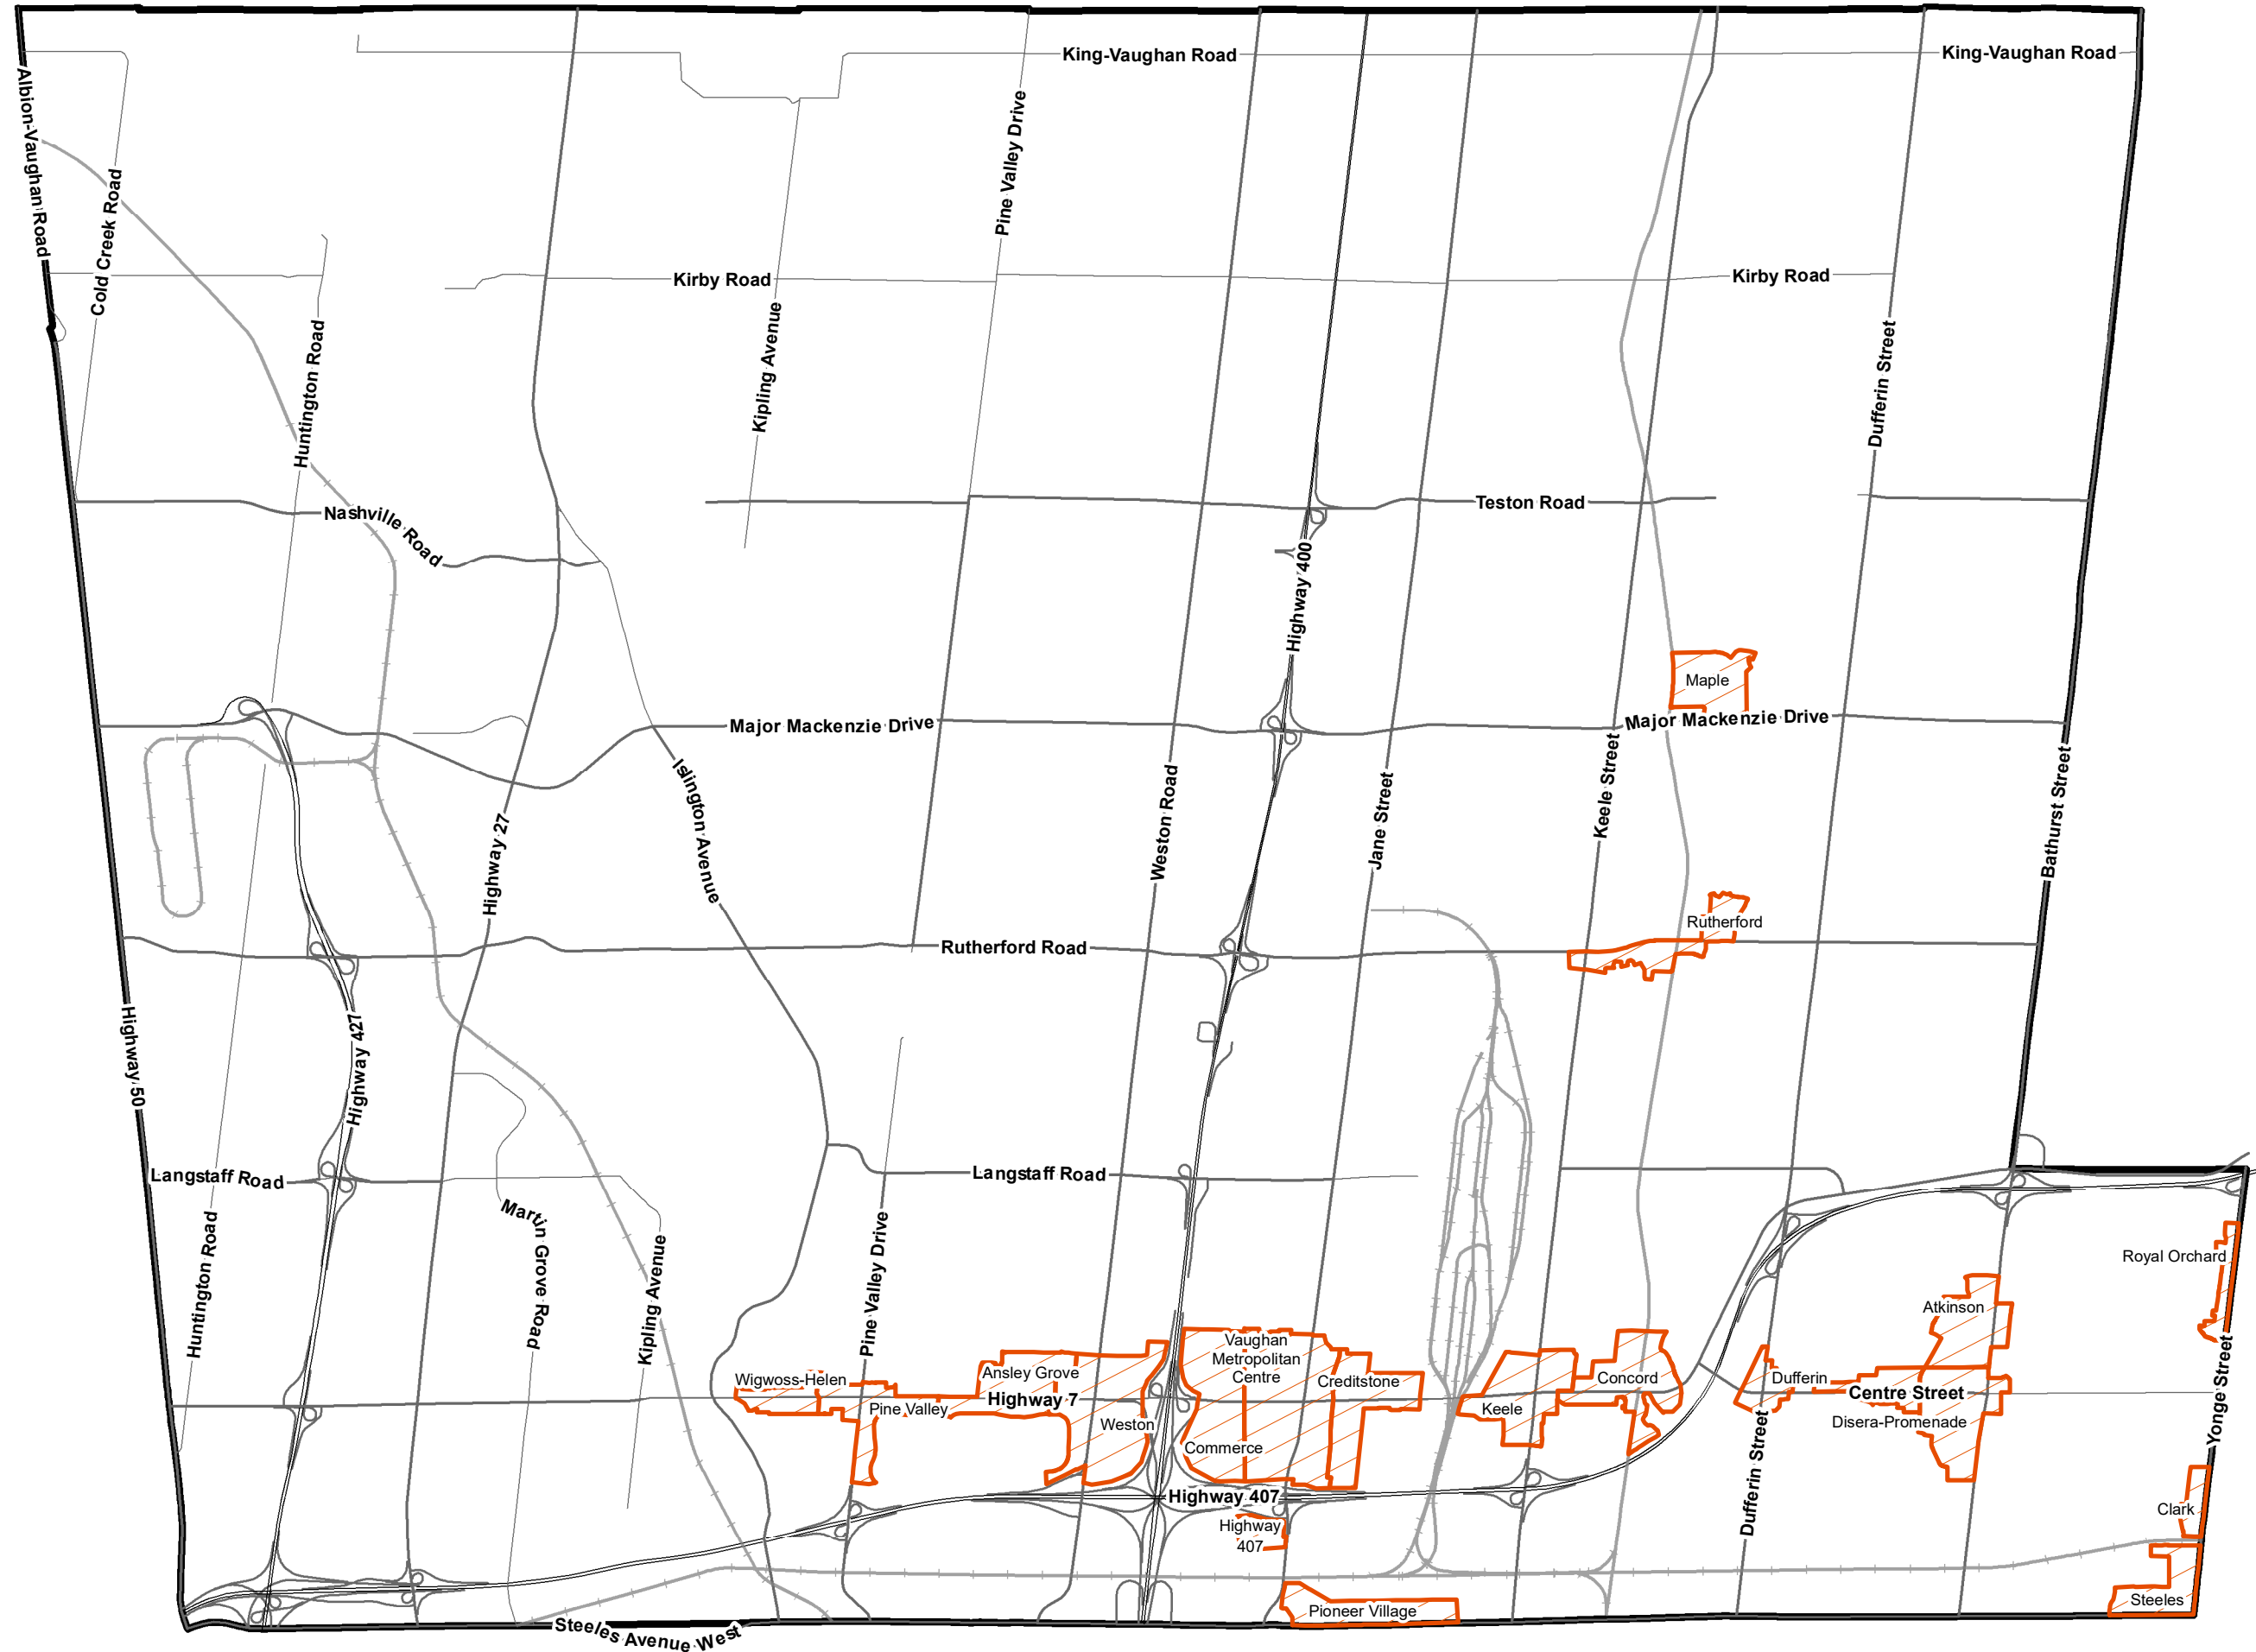 King-Vaughan Road
King-Vaughan Road
Albion-Vaughan Road
Cold Creek Road
Pine Valley Drive
Kirby Road
Kirby Road
Huntington Road
Kipling Avenue
Dufferin Street
Nashville Road
Teston Road
Highway 400
Maple
Major Mackenzie Drive
Major Mackenzie Drive
Islington Avenue
Highway 27
Weston Road
Jane Street
Keele Street
Bathurst Street
Rutherford
Rutherford Road
Highway 50
Highway 427
Langstaff Road
Langstaff Road
Huntington Road
Martin Grove Road
Kipling Avenue
Pine Valley Drive
Royal Orchard
Atkinson
Vaughan
Metropolitan
Centre
Wigwoss-Helen
Ansley Grove
Creditstone
Concord
Dufferin
Highway 7
Centre Street
Pine Valley
Weston
Keele
Disera-Promenade
Commerce
Yonge Street
Dufferin Street
Highway 407
Highway
407
Clark
Pioneer Village
Steeles
Steeles Avenue West